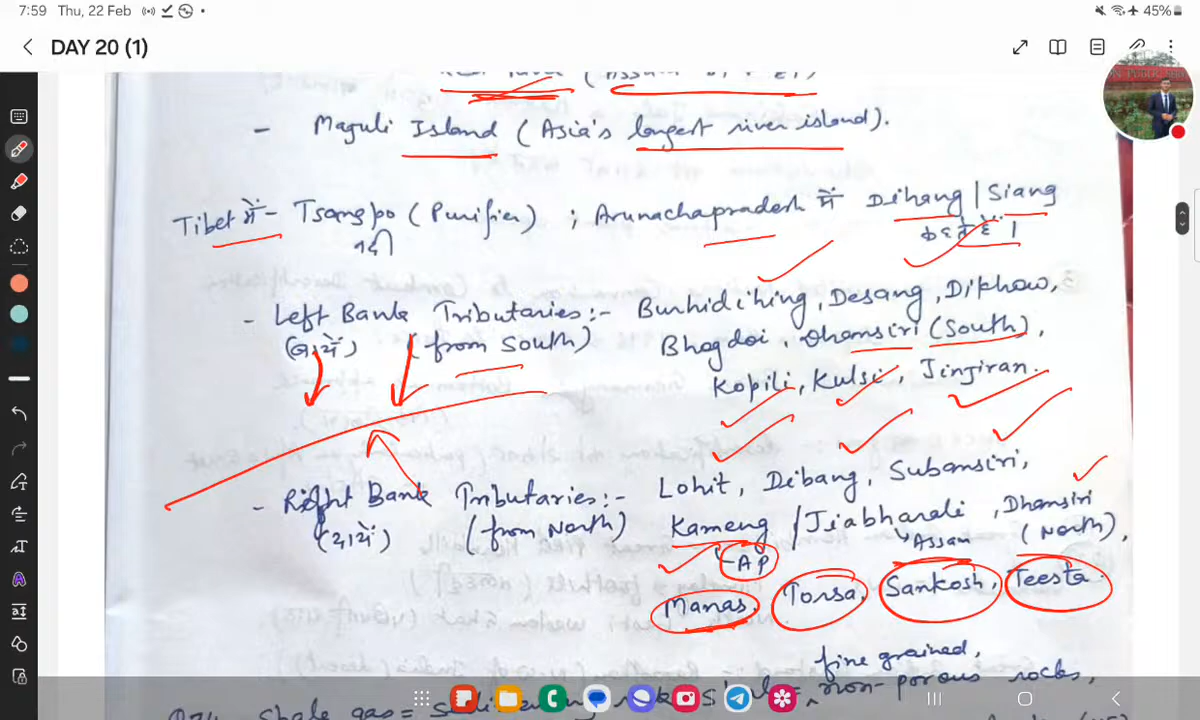 7:59 Thu, 22 Feb
45%
DAY 20 (1)
- Maguli Island (Asia's largest river island).
Tibet में - Tsangpo (Purifier) ; Arunachapradesh में Dihang | Siang
नदी कहते हैं ।
- Left Bank Tributaries:- Burhidihing, Desang, Dikhow,
(बायें) (from South) Bhogdoi, Dhansiri (South),
Kopili, Kulsi, Jinjiran.
- Right Bank Tributaries:- Lohit, Dibang, Subansiri,
(दायें) (from North) Kameng / Jiabharali, Dhansiri
AP Assam (North),
Manas, Torsa, Sankosh, Teesta.
fine grained,
shale gas = non-porous rocks,